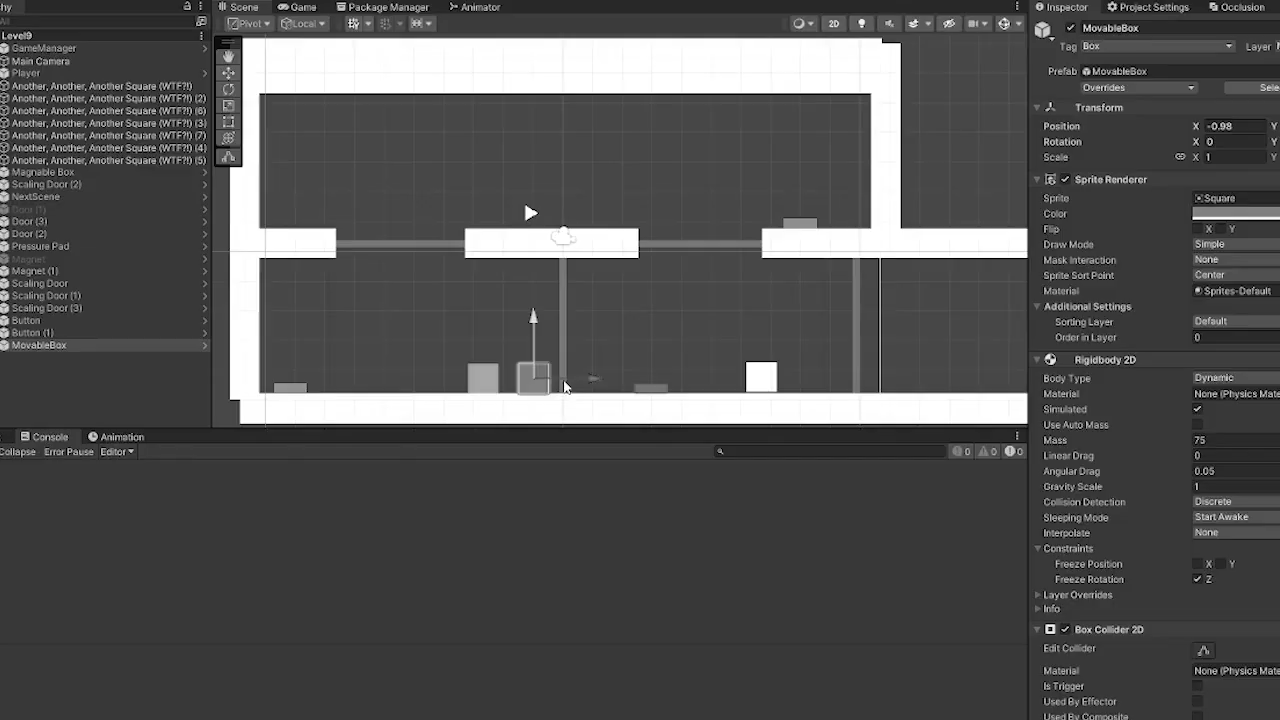 hy
Scene
Game
Package Manager
Animator
Inspector
Project Settings
Occlusion
All
Pivot
Local
2D
MovableBox
Level9
Tag Box
Layer
GameManager
Main Camera
Prefab MovableBox
Player
Overrides
Another, Another, Another Square (WTF?!)
Another, Another, Another Square (WTF?!) (2)
Transform
Another, Another, Another Square (WTF?!) (6)
Another, Another, Another Square (WTF?!) (3)
Position X -0.98 Y
Another, Another, Another Square (WTF?!) (7)
Rotation X 0 Y
Another, Another, Another Square (WTF?!) (4)
Scale X 1 Y
Another, Another, Another Square (WTF?!) (5)
Magnable Box
Sprite Renderer
Scaling Door (2)
NextScene
Sprite Square
Door (1)
Color
Door (3)
Flip X Y
Door (2)
Draw Mode Simple
Pressure Pad
Mask Interaction None
Magnet
Sprite Sort Point Center
Magnet (1)
Material Sprites-Default
Scaling Door
Additional Settings
Scaling Door (1)
Sorting Layer Default
Scaling Door (3)
Order in Layer 0
Button
Button (1)
MovableBox
Rigidbody 2D
Body Type Dynamic
Material None (Physics Mate
Simulated
Use Auto Mass
Console
Animation
Mass 75
Collapse Error Pause Editor
0 0 0
Linear Drag 0
Angular Drag 0.05
Gravity Scale 1
Collision Detection Discrete
Sleeping Mode Start Awake
Interpolate None
Constraints
Freeze Position X Y
Freeze Rotation Z
Layer Overrides
Info
Box Collider 2D
Edit Collider
Material None (Physics Mate
Is Trigger
Used By Effector
Used By Composite